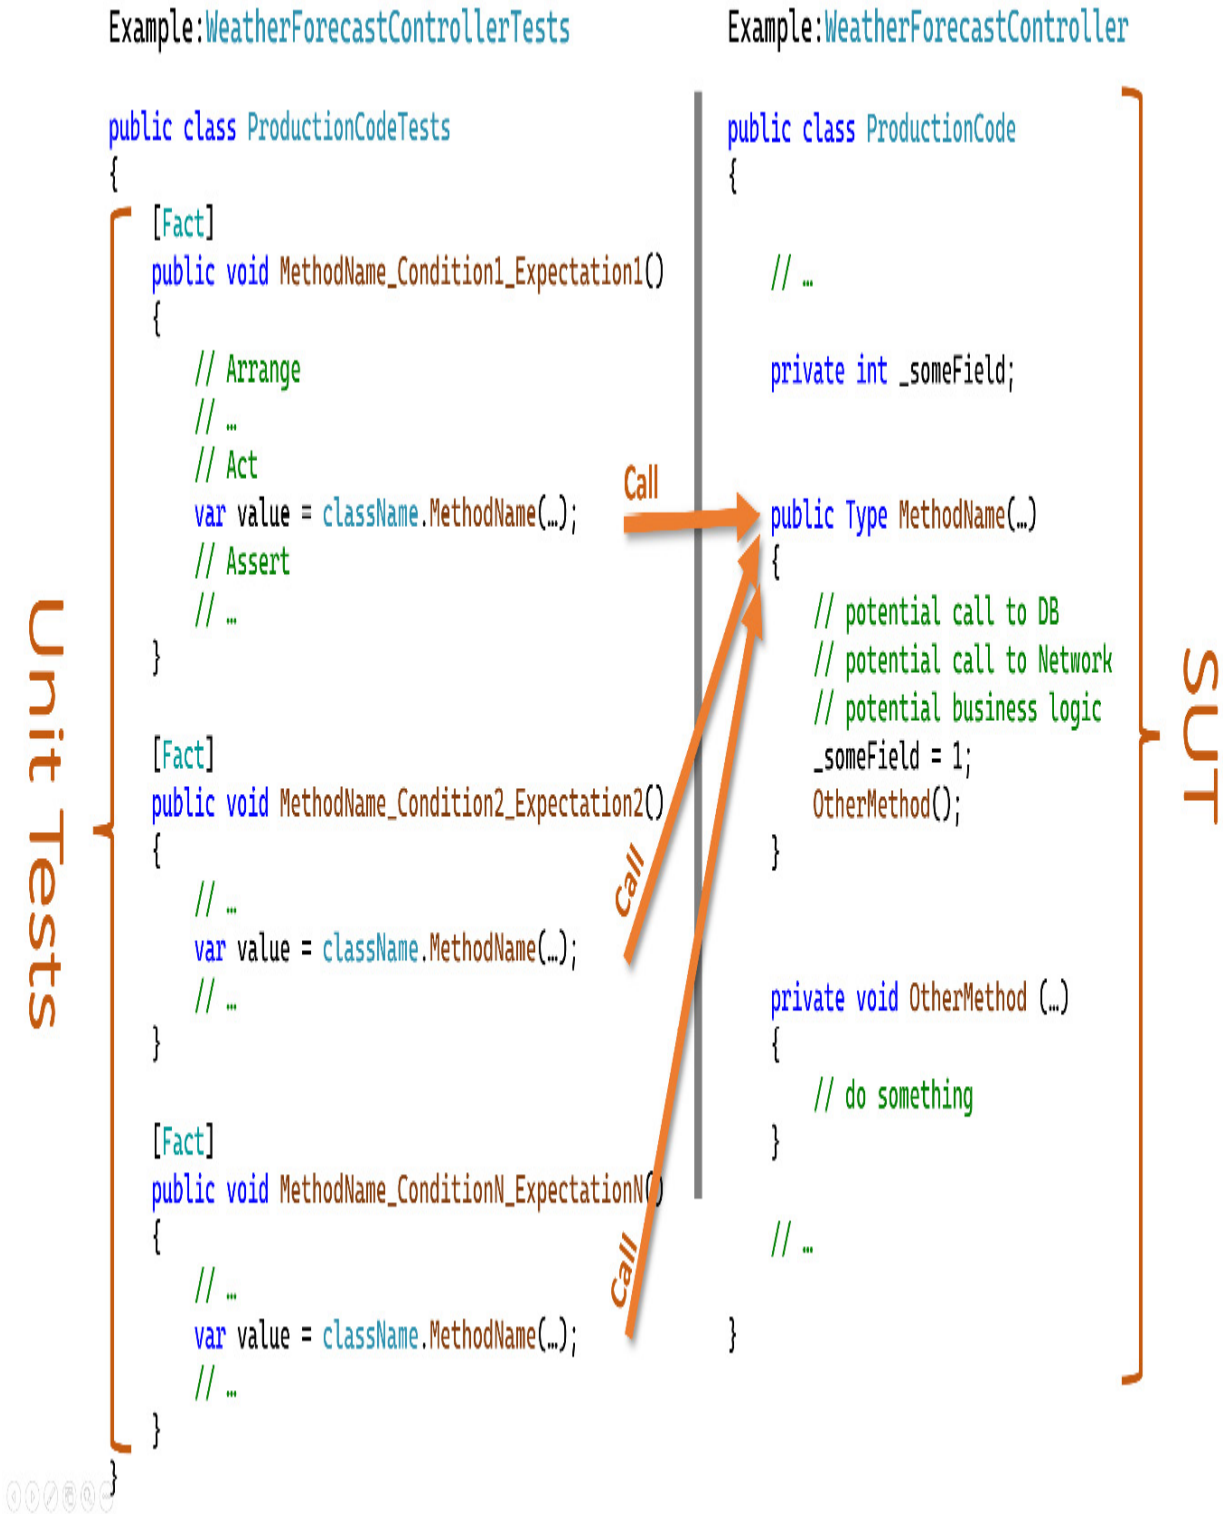 Example:WeatherForecastControllerTests
public class ProductionCodeTests
{
[Fact]
public void MethodName_Condition1_Expectation1()
{
// Arrange
// …
// Act
var value = className.MethodName(…);
// Assert
// …
}
[Fact]
public void MethodName_Condition2_Expectation2()
{
// …
var value = className.MethodName(…);
// …
}
[Fact]
public void MethodName_ConditionN_ExpectationN()
{
// …
var value = className.MethodName(…);
// …
}
}
Unit Tests
Call
Call
Call
Example:WeatherForecastController
public class ProductionCode
{
// …
private int _someField;
public Type MethodName(…)
{
// potential call to DB
// potential call to Network
// potential business logic
_someField = 1;
OtherMethod();
}
private void OtherMethod (…)
{
// do something
}
// …
}
SUT